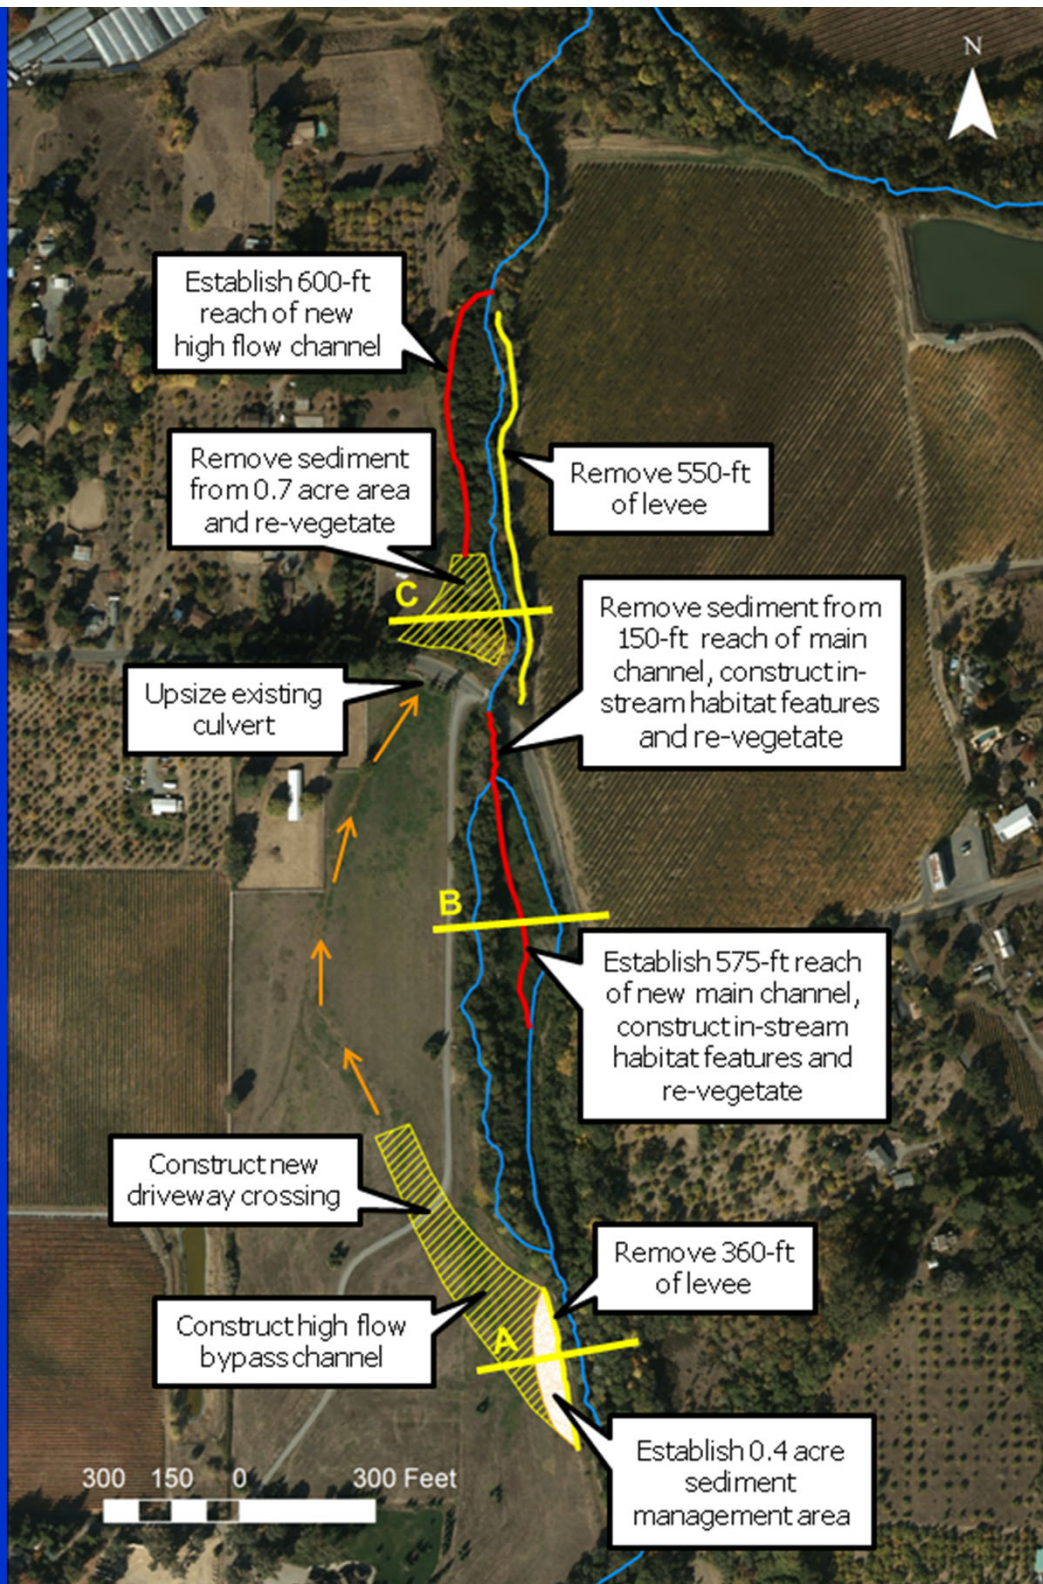 N
Establish 600-ft
reach of new
high flow channel
Remove sediment
from 0.7 acre area
and re-vegetate
Remove 550-ft
of levee
C
Remove sediment from
150-ft reach of main
channel, construct in-
stream habitat features
and re-vegetate
Upsize existing
culvert
B
Establish 575-ft reach
of new main channel,
construct in-stream
habitat features and
re-vegetate
Construct new
driveway crossing
Remove 360-ft
of levee
Construct high flow
bypass channel
A
Establish 0.4 acre
sediment
management area
300 150 0 300 Feet